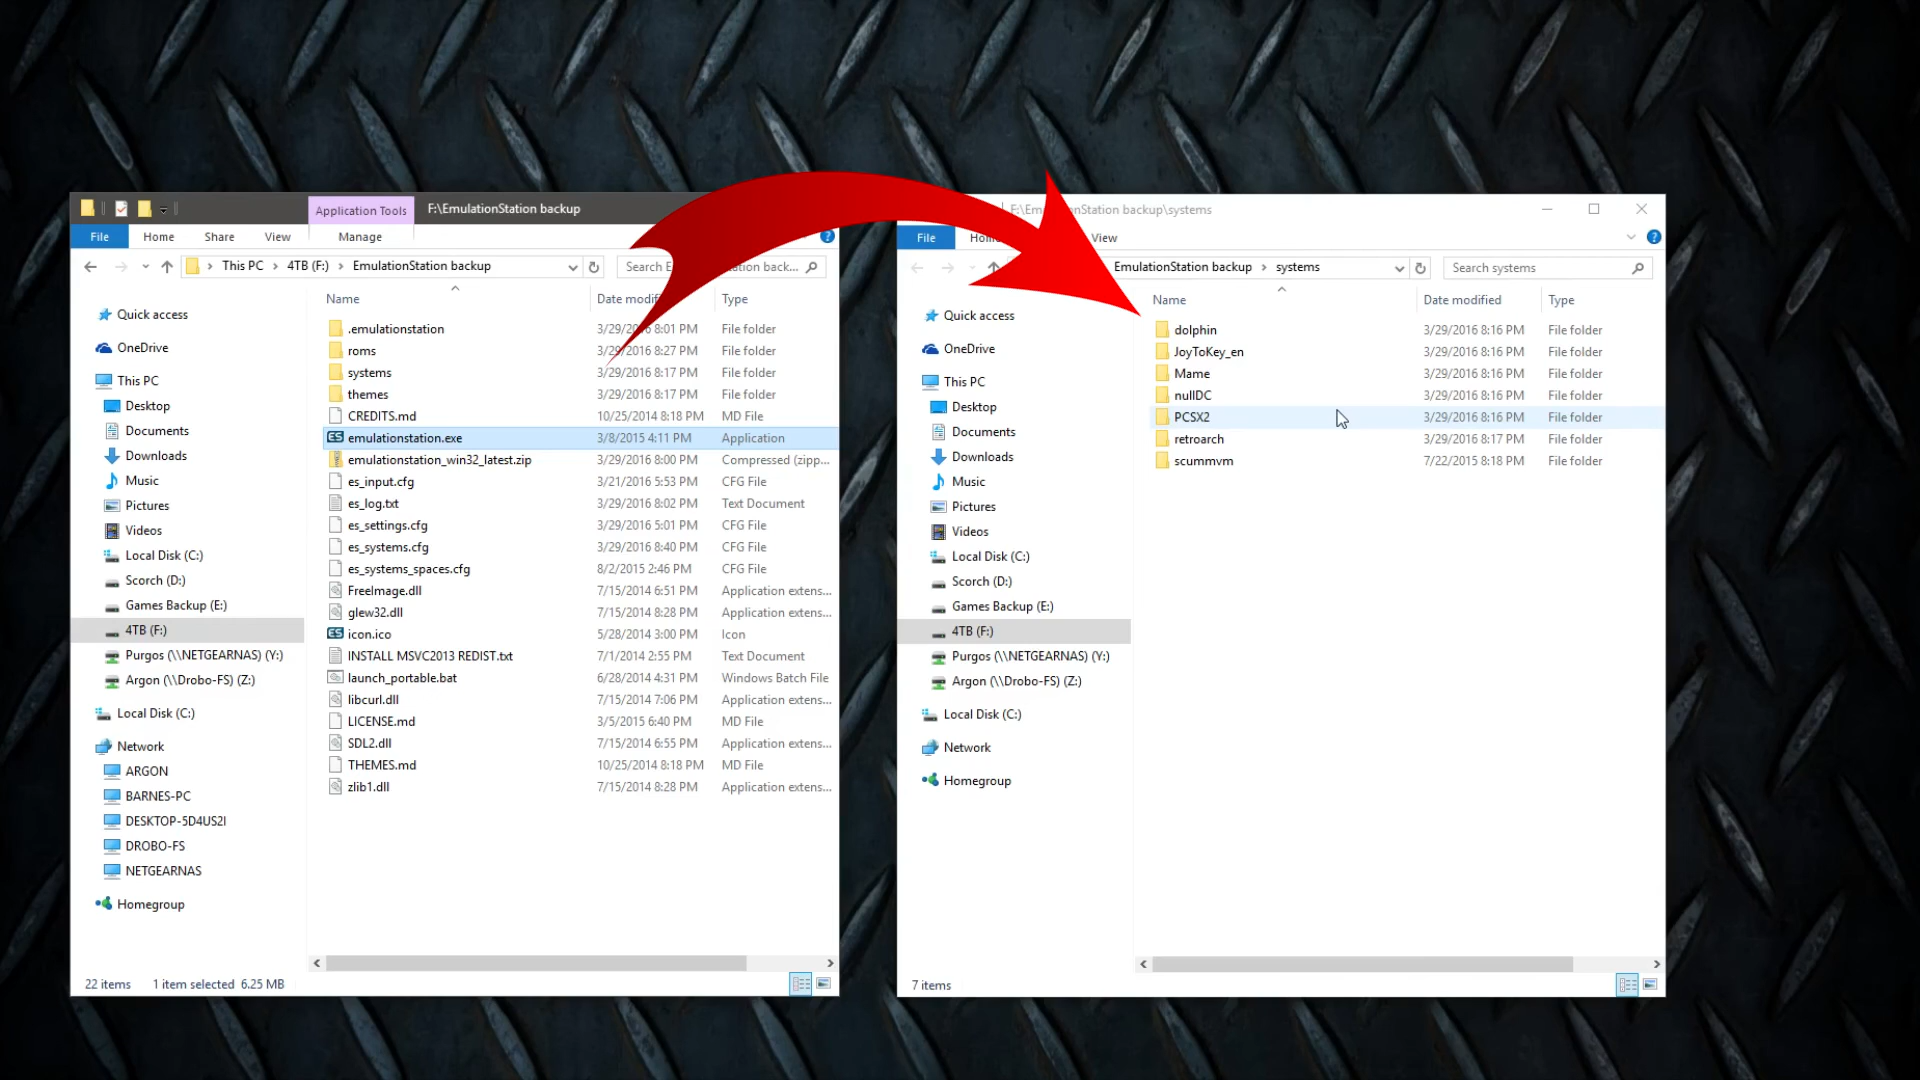 Application Tools
F:\EmulationStation backup
File Home Share View Manage
This PC 4TB (F:) EmulationStation backup
back...
Quick access
OneDrive
This PC
Desktop
Documents
Downloads
Music
Pictures
Videos
Local Disk (C:)
Scorch (D:)
Games Backup (E:)
4TB (F:)
Purgos (\\NETGEARNAS) (Y:)
Argon (\\Drobo-FS) (Z:)
Local Disk (C:)
Network
ARGON
BARNES-PC
DESKTOP-5D4US2I
DROBO-FS
NETGEARNAS
Homegroup
Name Type
.emulationstation 3/29/2016 8:01 PM File folder
roms 3/29/2016 8:27 PM File folder
systems 3/29/2016 8:17 PM File folder
themes 3/29/2016 8:17 PM File folder
CREDITS.md 10/25/2014 8:18 PM MD File
emulationstation.exe 3/8/2015 4:11 PM Application
emulationstation_win32_latest.zip 3/29/2016 8:00 PM Compressed (zipp...
es_input.cfg 3/21/2016 5:53 PM CFG File
es_log.txt 3/29/2016 8:02 PM Text Document
es_settings.cfg 3/29/2016 5:01 PM CFG File
es_systems.cfg 3/29/2016 8:40 PM CFG File
es_systems_spaces.cfg 8/2/2015 2:46 PM CFG File
FreeImage.dll 7/15/2014 6:51 PM Application extens...
glew32.dll 7/15/2014 8:28 PM Application extens...
icon.ico 5/28/2014 3:00 PM Icon
INSTALL MSVC2013 REDIST.txt 7/1/2014 2:55 PM Text Document
launch_portable.bat 6/28/2014 4:31 PM Windows Batch File
libcurl.dll 7/15/2014 7:06 PM Application extens...
LICENSE.md 3/5/2015 6:40 PM MD File
SDL2.dll 7/15/2014 6:55 PM Application extens...
THEMES.md 10/25/2014 8:18 PM MD File
zlib1.dll 7/15/2014 8:28 PM Application extens...
22 items 1 item selected 6.25 MB
backup\systems
File View
EmulationStation backup systems
Search systems
Quick access
OneDrive
This PC
Desktop
Documents
Downloads
Music
Pictures
Videos
Local Disk (C:)
Scorch (D:)
Games Backup (E:)
4TB (F:)
Purgos (\\NETGEARNAS) (Y:)
Argon (\\Drobo-FS) (Z:)
Local Disk (C:)
Network
Homegroup
Name Date modified Type
dolphin 3/29/2016 8:16 PM File folder
JoyToKey_en 3/29/2016 8:16 PM File folder
Mame 3/29/2016 8:16 PM File folder
nullDC 3/29/2016 8:16 PM File folder
PCSX2 3/29/2016 8:16 PM File folder
retroarch 3/29/2016 8:17 PM File folder
scummvm 7/22/2015 8:18 PM File folder
7 items